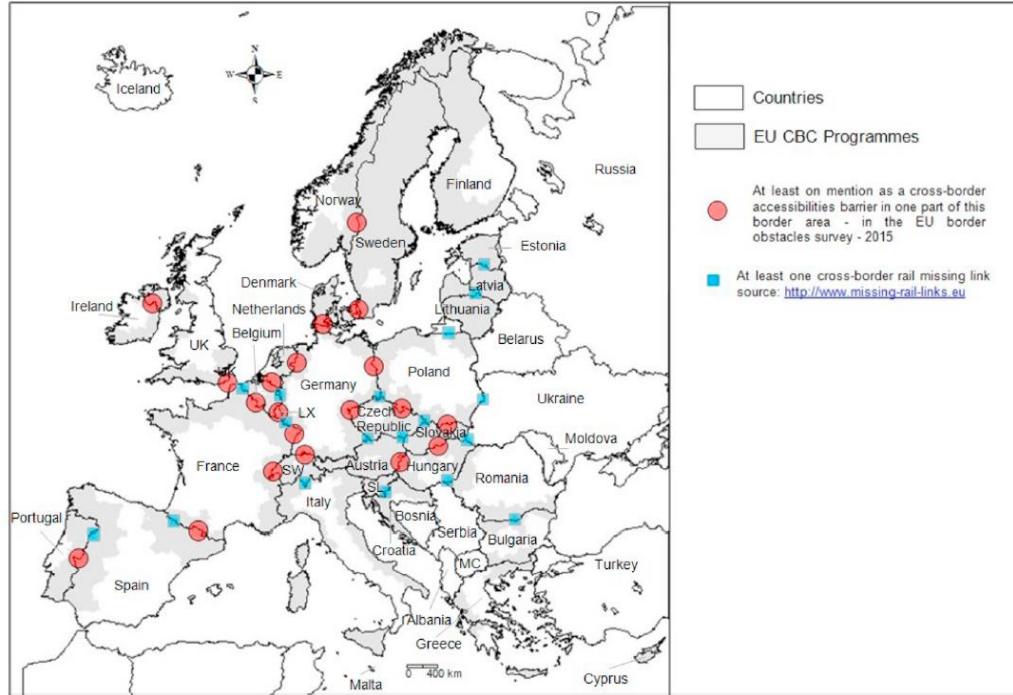 N
W
E
S
Iceland
Norway
Finland
Russia
Sweden
Estonia
Latvia
Lithuania
Denmark
Netherlands
Belgium
Ireland
UK
Belarus
Poland
Germany
Ukraine
LX
Czech
Republic
Slovakia
Moldova
France
SW
Austria
Hungary
Romania
SL
Italy
Bosnia
Serbia
Croatia
Bulgaria
Portugal
Spain
MC
Turkey
Albania
Greece
0 400 km
Malta
Cyprus
Countries
EU CBC Programmes
At least on mention as a cross-border
accessibilities barrier in one part of this
border area - in the EU border
obstacles survey - 2015
At least one cross-border rail missing link
source: http://www.missing-rail-links.eu